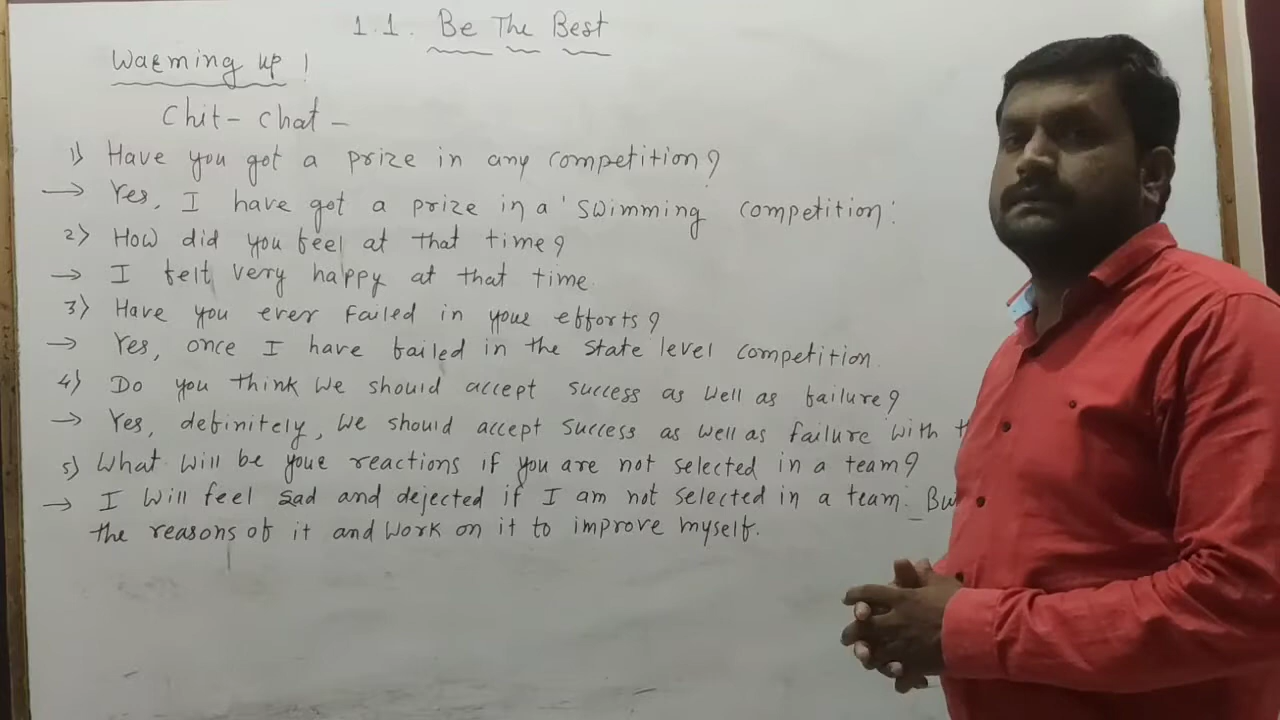 1.1. Be The Best
Warming up!
Chit-chat-
1) Have you got a prize in any competition?
→ Yes, I have got a prize in a 'swimming competition:
2) How did you feel at that time?
→ I felt very happy at that time.
3) Have you ever failed in your efforts?
→ Yes, once I have failed in the state level competition.
4) Do you think we should accept success as well as failure?
→ Yes, definitely, we should accept success as well as failure with
5) What will be your reactions if you are not selected in a team?
→ I will feel sad and dejected if I am not selected in a team. Bu
the reasons of it and work on it to improve myself.